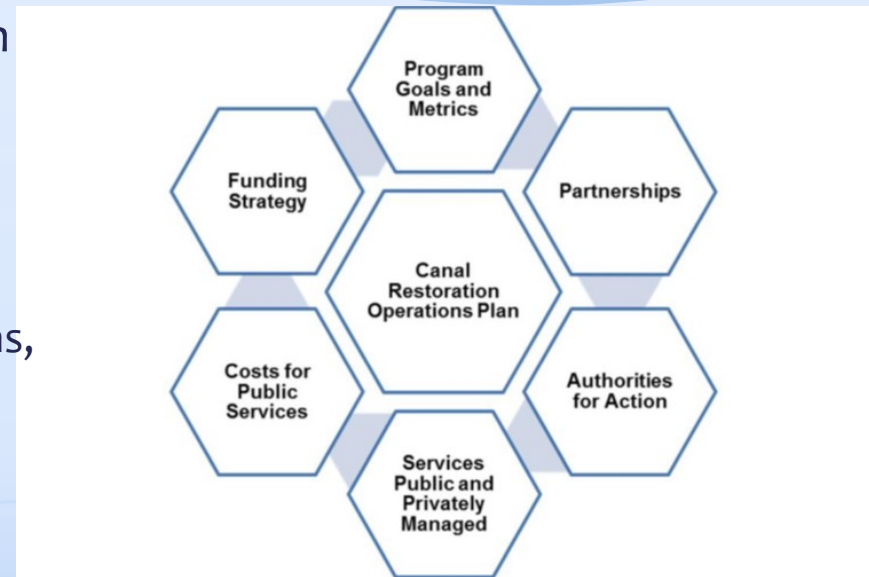 Program
Goals and
Metrics
Partnerships
Authorities
for Action
Services
Public and
Privately
Managed
Costs for
Public
Services
Funding
Strategy
Canal
Restoration
Operations Plan